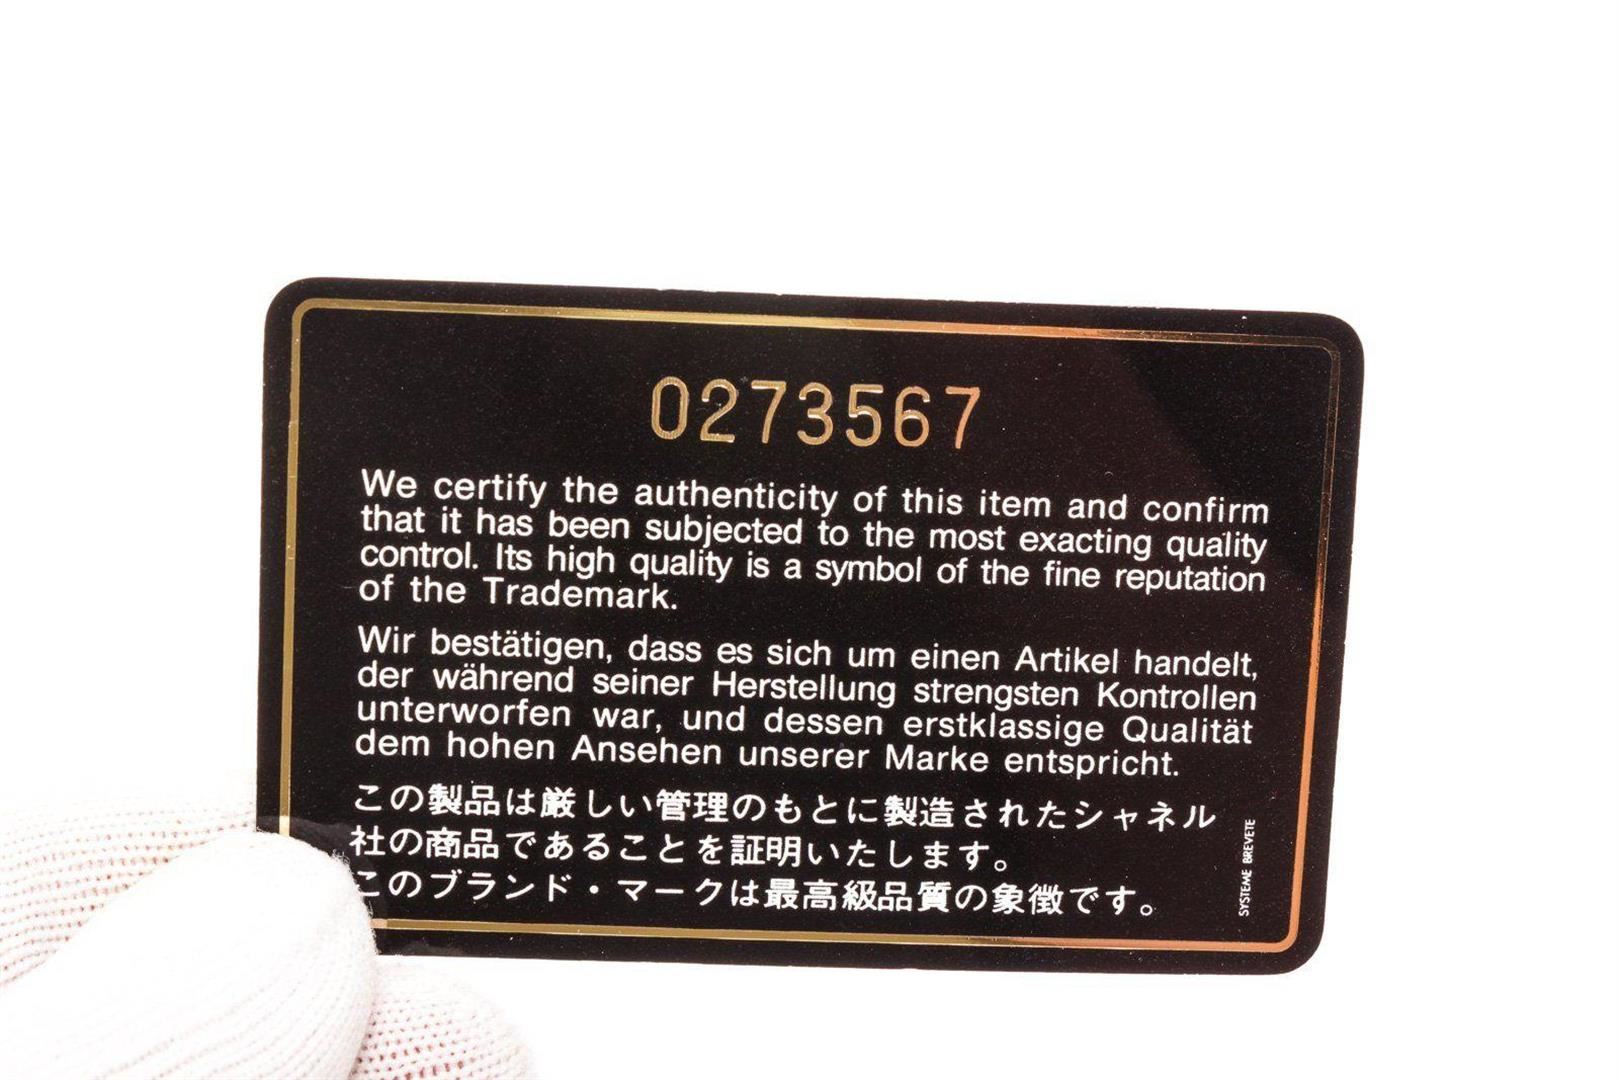 0273567
We certify the authenticity of this item and confirm
that it has been subjected to the most exacting quality
control. Its high quality is a symbol of the fine reputation
of the Trademark.
Wir bestätigen, dass es sich um einen Artikel handelt,
der während seiner Herstellung strengsten Kontrollen
unterworfen war, und dessen erstklassige Qualität
dem hohen Ansehen unserer Marke entspricht.
この製品は厳しい管理のもとに製造されたシャネル
社の商品であることを証明いたします。
このブランド・マークは最高級品質の象徴です。
SYSTEME BREVETE